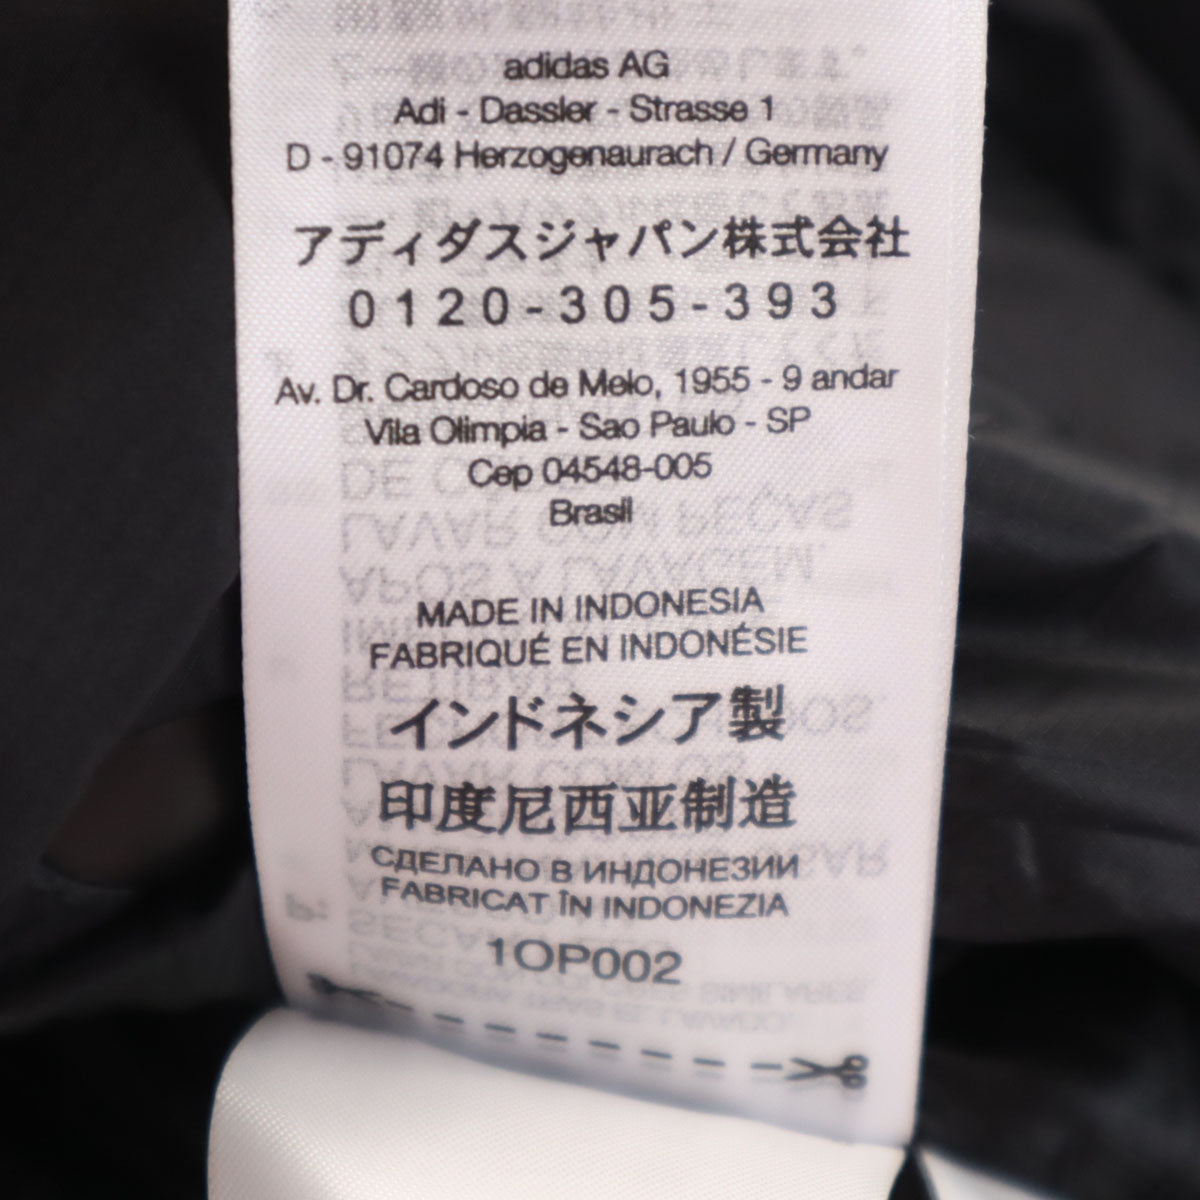 adidas AG
Adi - Dassler - Strasse 1
D - 91074 Herzogenaurach / Germany
アディダスジャパン株式会社
0120-305-393
Av. Dr. Cardoso de Melo, 1955 - 9 andar
Vila Olimpia - Sao Paulo - SP
Cep 04548-005
Brasil
MADE IN INDONESIA
FABRIQUÉ EN INDONÉSIE
インドネシア製
印度尼西亚制造
СДЕЛАНО В ИНДОНЕЗИИ
FABRICAT ÎN INDONEZIA
1OP002